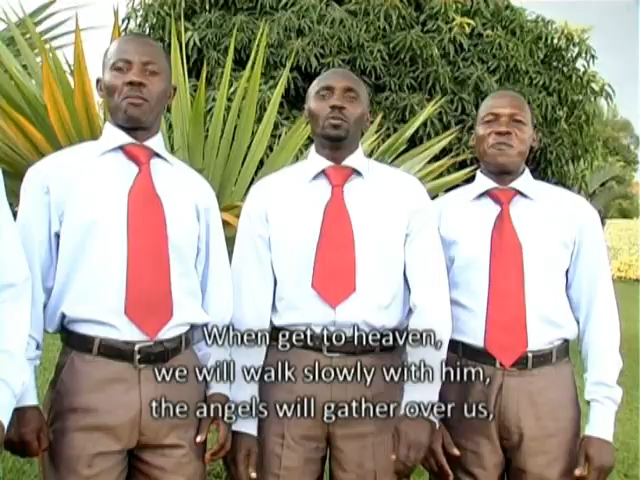 When get to heaven,
we will walk slowly with him,
the angels will gather over us,